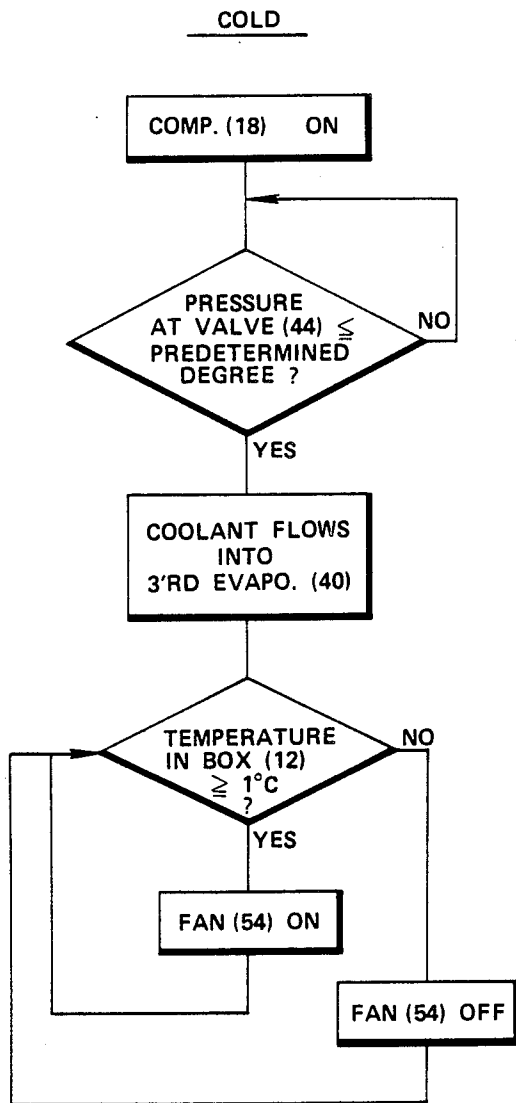 COLD
COMP. (18) ON
PRESSURE
AT VALVE (44) ≦
PREDETERMINED
DEGREE ?
NO
YES
COOLANT FLOWS
INTO
3'RD EVAPO. (40)
TEMPERATURE
IN BOX (12)
≧ 1°C
?
NO
YES
FAN (54) ON
FAN (54) OFF